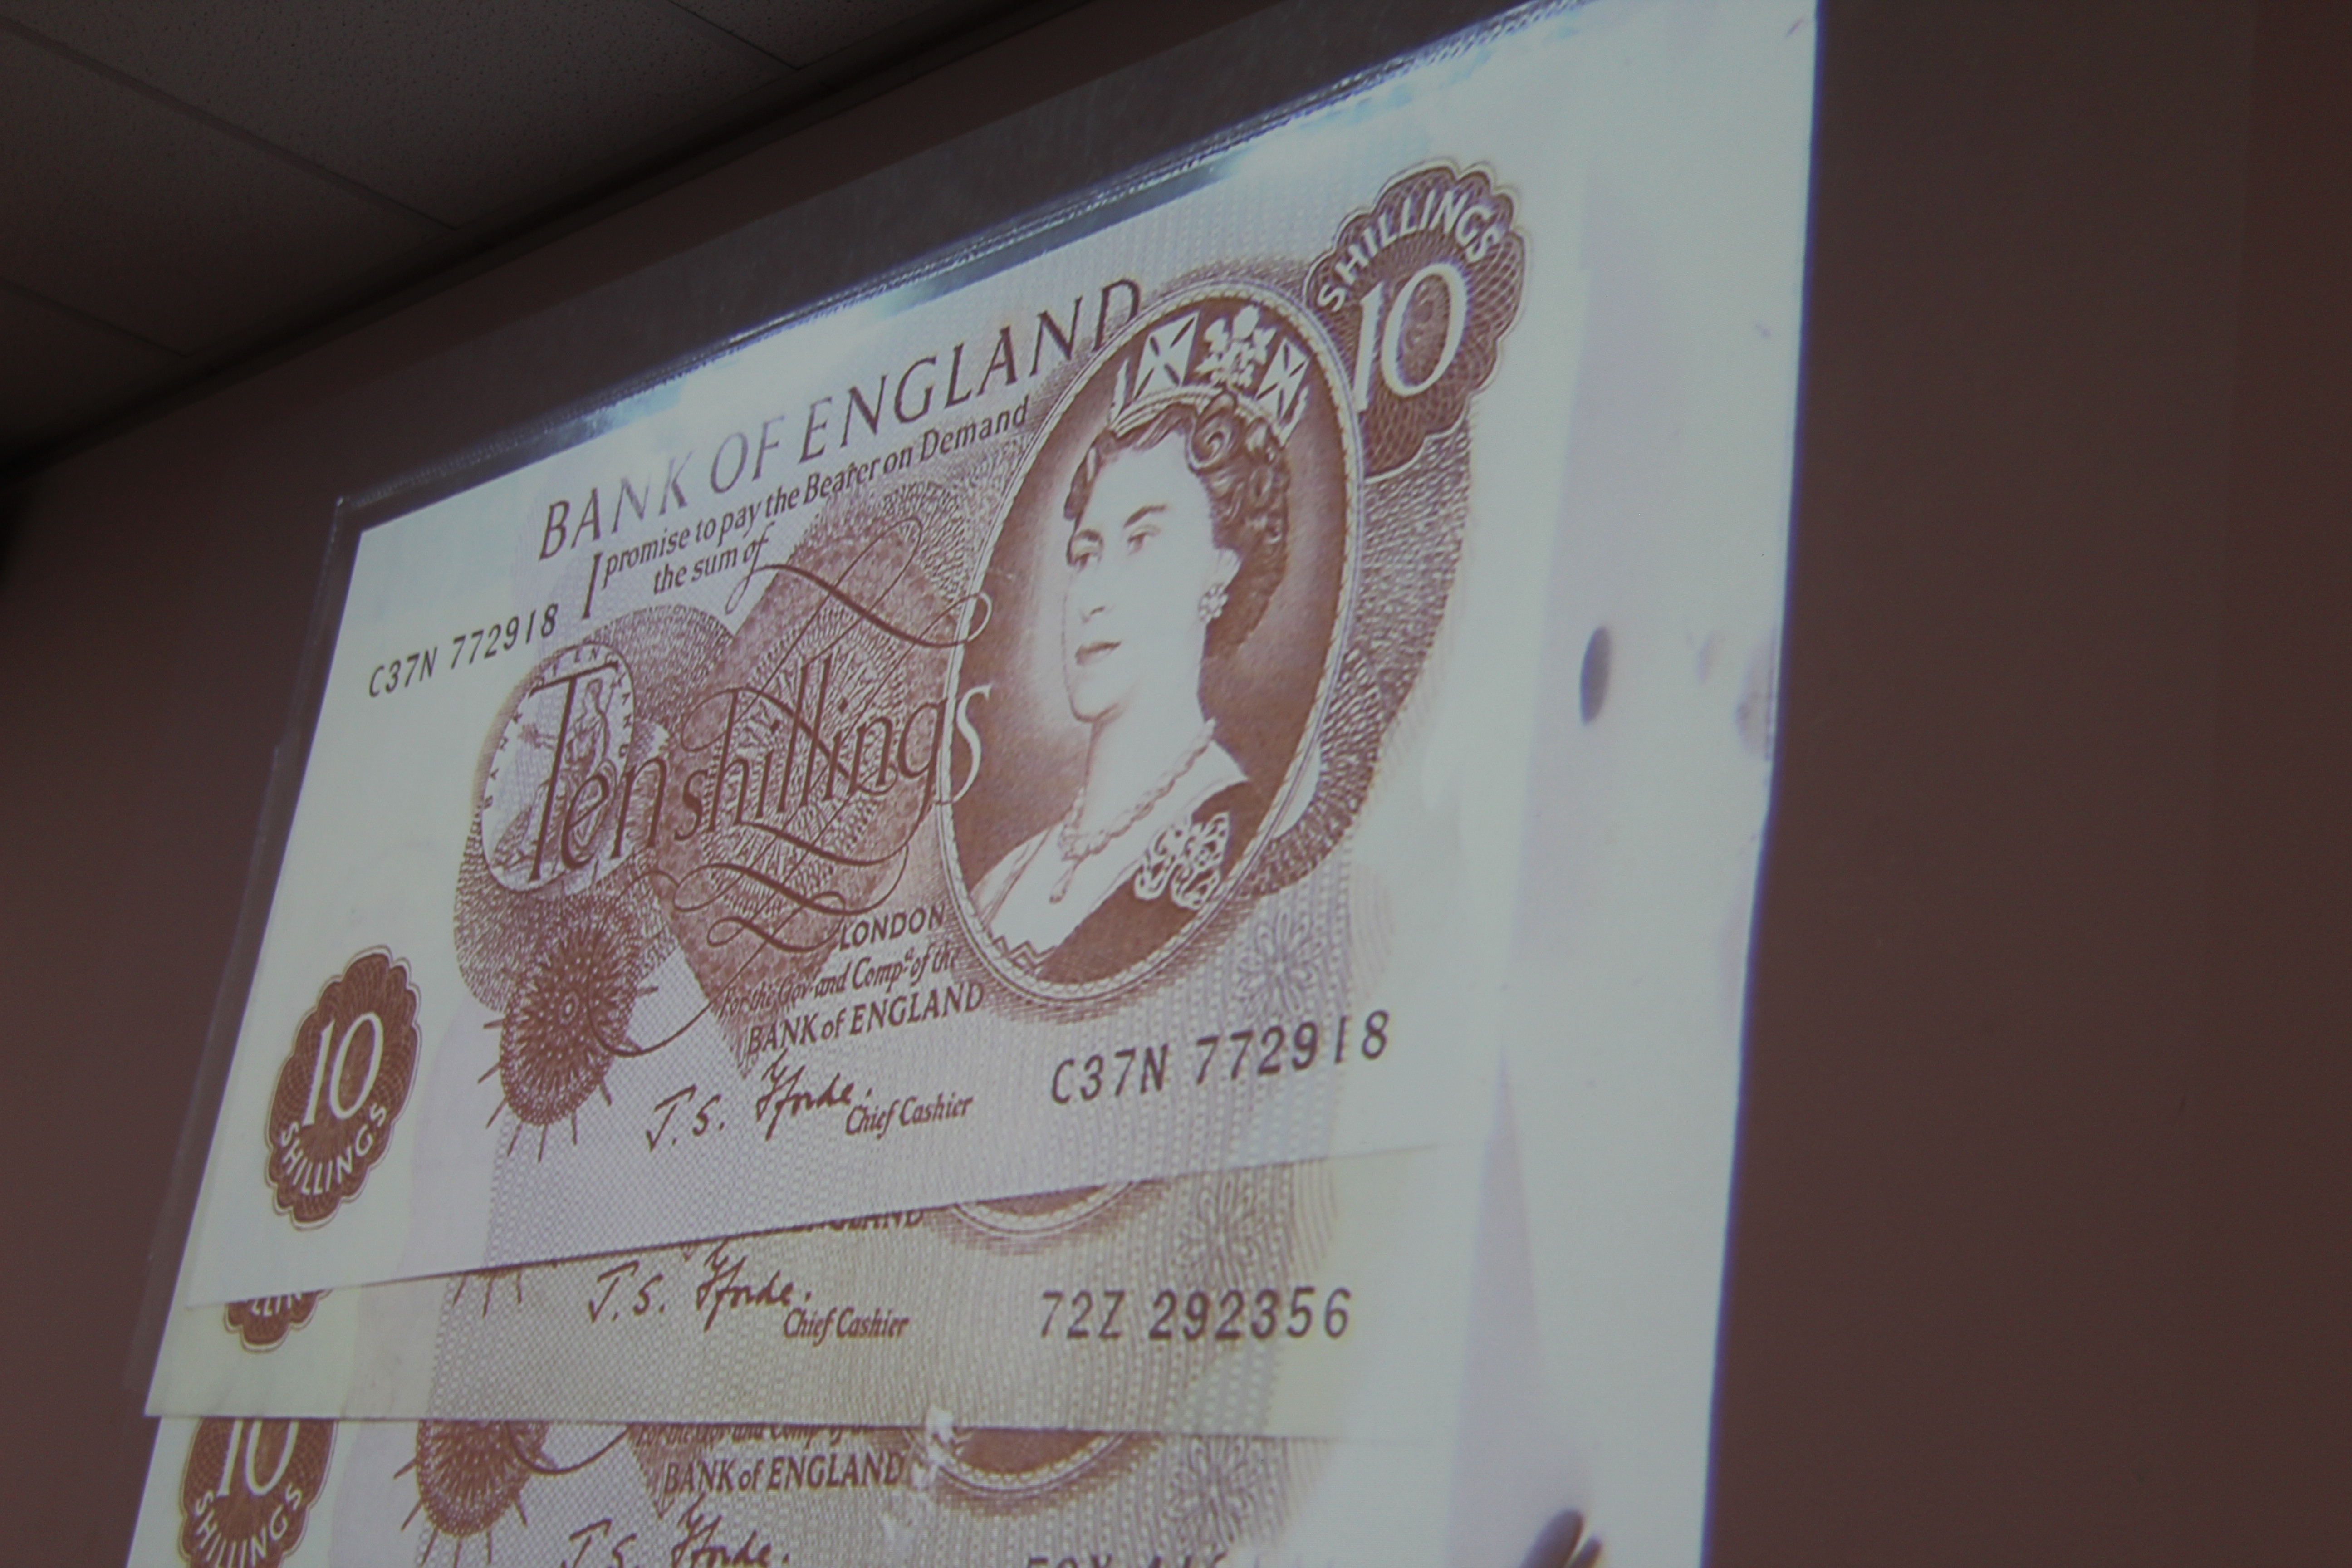 SHILLINGS
10
BANK OF ENGLAND
I promise to pay the Bearer on Demand
the sum of
C37N 772918
Ten shillings
LONDON
For the Gov.r and Comp.a of the
BANK of ENGLAND
J.S. Fforde.
Chief Cashier
C37N 772918
10
SHILLINGS
ENGLAND
J.S. Fforde.
Chief Cashier
72Z 292356
10
SHILLINGS
BANK of ENGLAND
J.S. Fforde.